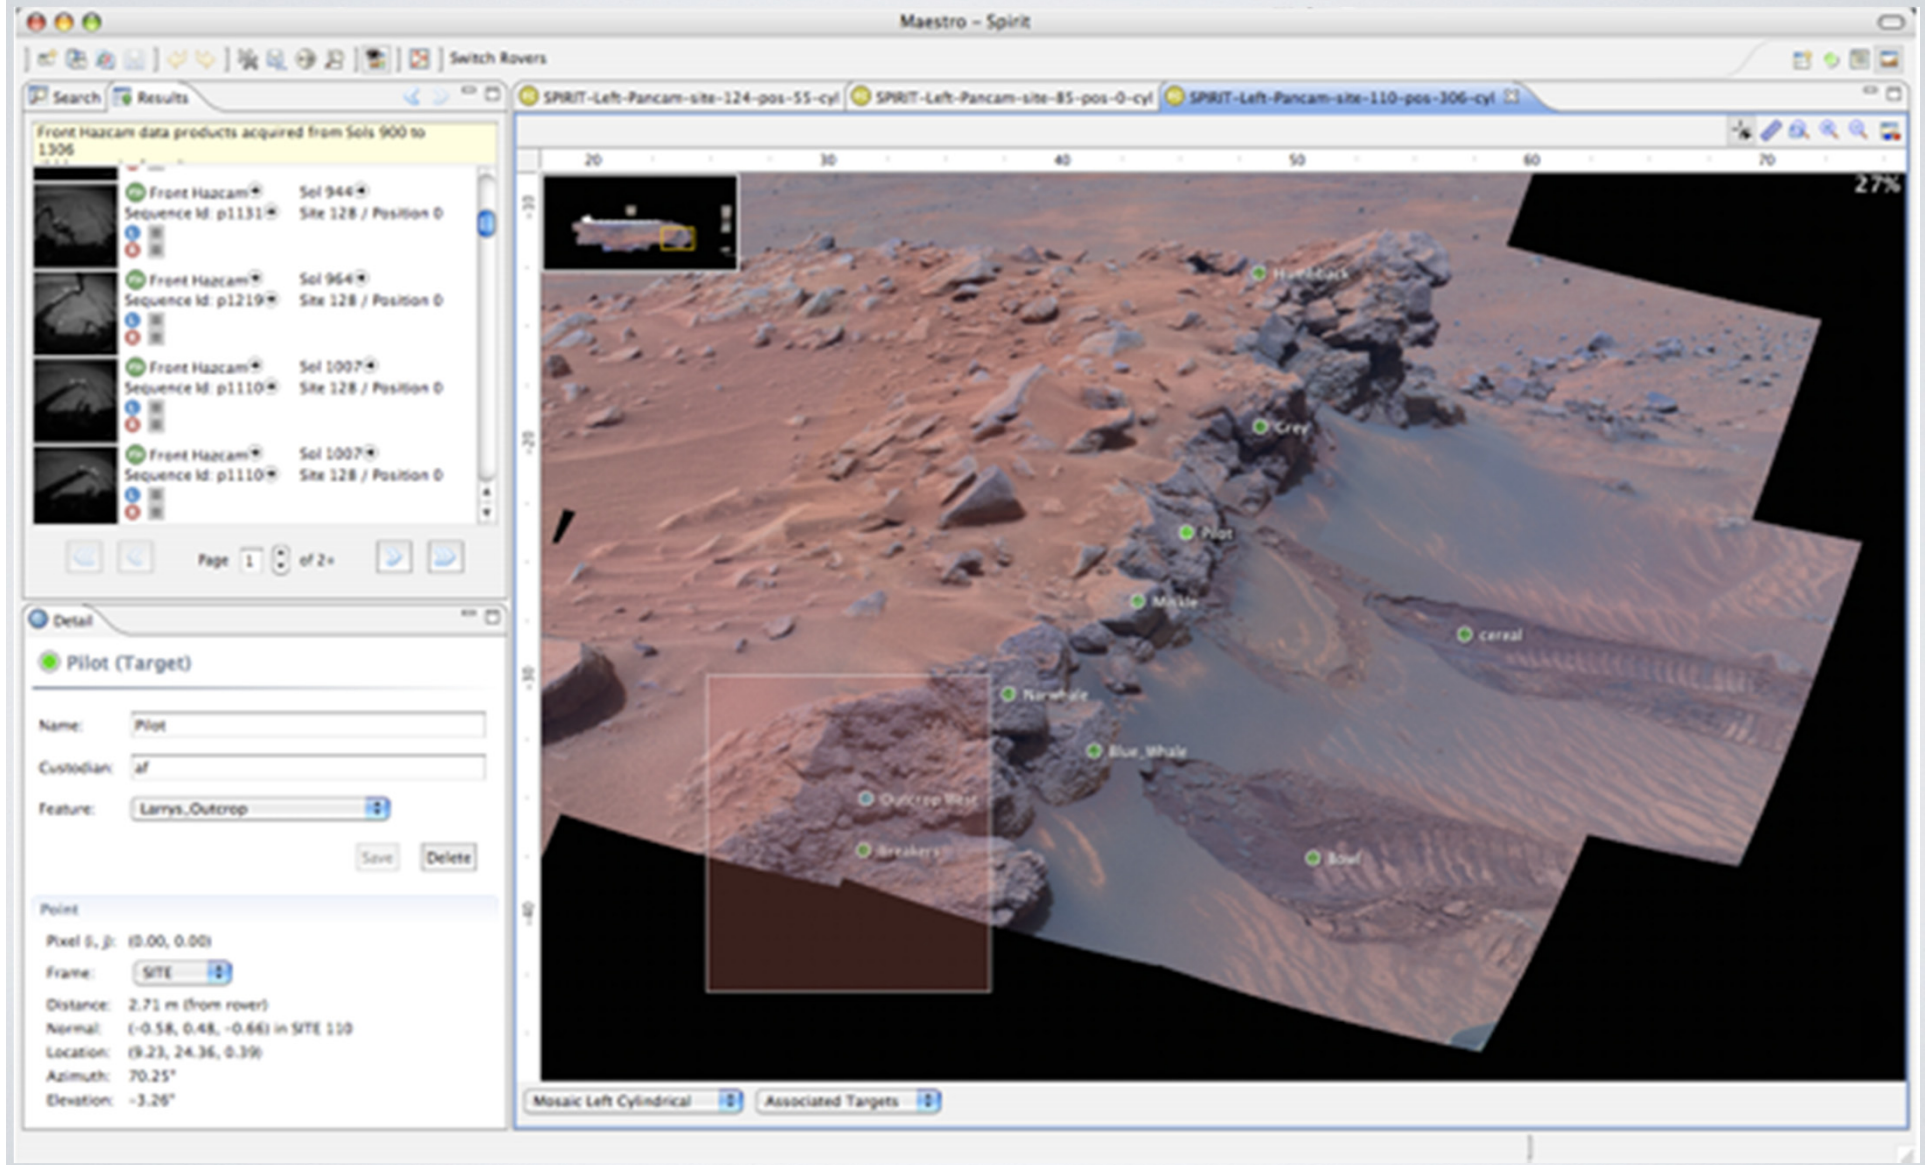 Maestro – Spirit
Switch Rovers
Search
Results
Front Hazcam data products acquired from Sols 900 to
1306
Front Hazcam Sol 944
Sequence Id: p1131 Site 128 / Position 0
L
R
Front Hazcam Sol 964
Sequence Id: p1219 Site 128 / Position 0
L
R
Front Hazcam Sol 1007
Sequence Id: p1110 Site 128 / Position 0
L
R
Front Hazcam Sol 1007
Sequence Id: p1110 Site 128 / Position 0
L
R
Page 1 of 2+
Detail
Pilot (Target)
Name: Pilot
Custodian: af
Feature: Larrys_Outcrop
Save Delete
Point
Pixel (i, j): (0.00, 0.00)
Frame: SITE
Distance: 2.71 m (from rover)
Normal: (-0.58, 0.48, -0.66) in SITE 110
Location: (9.23, 24.36, 0.39)
Azimuth: 70.25°
Elevation: -3.26°
SPIRIT-Left-Pancam-site-124-pos-55-cyl
SPIRIT-Left-Pancam-site-85-pos-0-cyl
SPIRIT-Left-Pancam-site-110-pos-306-cyl
20 30 40 50 60 70
27%
-10
-20
-30
-40
Grey
Pilot
cereal
Narwhale
Blue_Whale
Outcrop West
Breakers
Bowl
Mosaic Left Cylindrical
Associated Targets